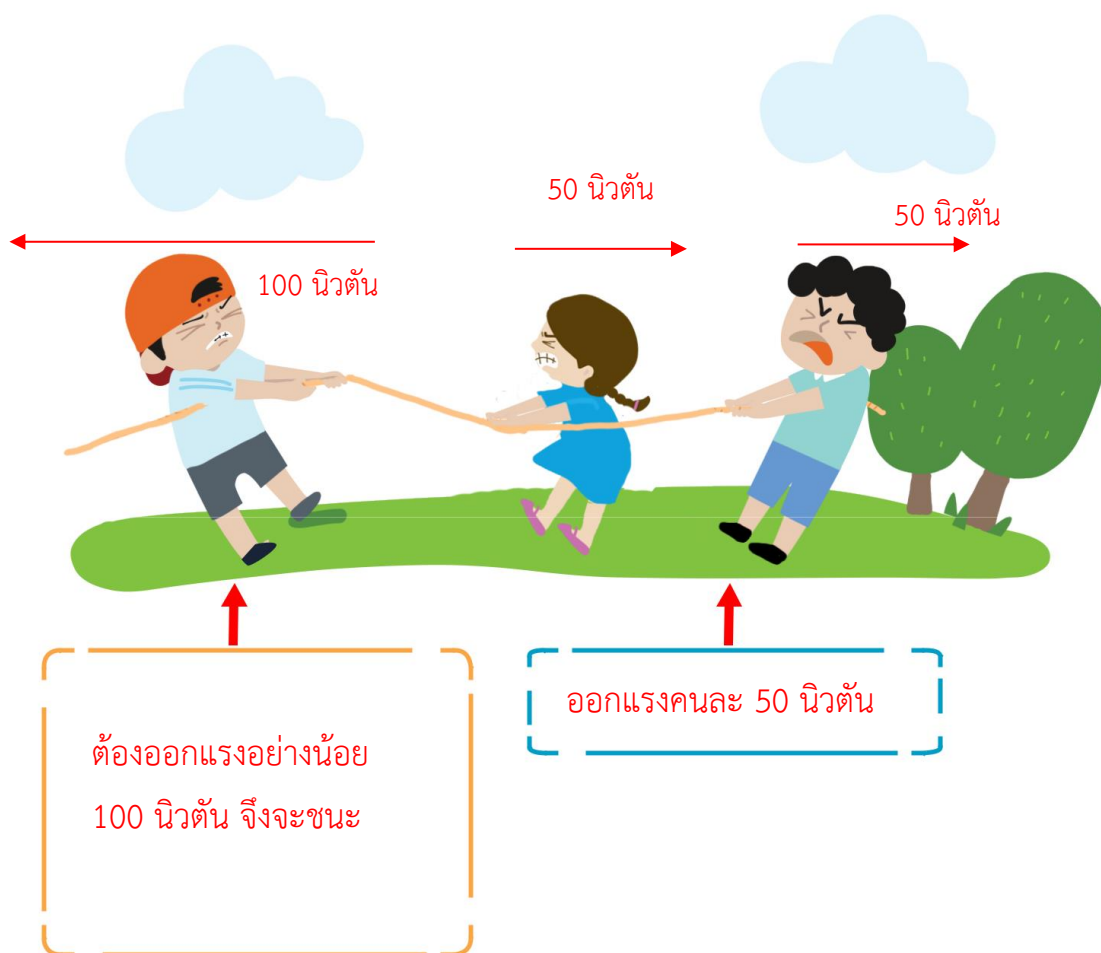 50 นิวตัน
50 นิวตัน
100 นิวตัน
ออกแรงคนละ 50 นิวตัน
ต้องออกแรงอย่างน้อย
100 นิวตัน จึงจะชนะ